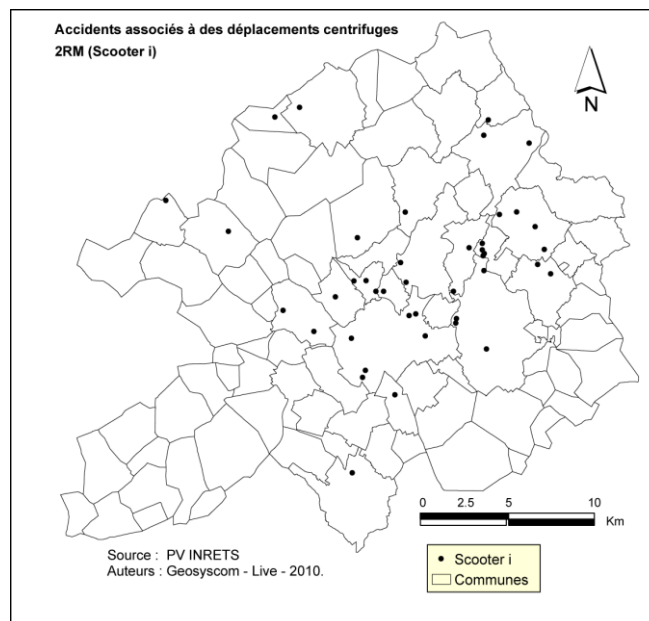 Accidents associés à des déplacements centrifuges
2RM (Scooter i)
N
0 2.5 5 10
Km
Source : PV INRETS
Auteurs : Geosyscom - Live - 2010.
Scooter i
Communes